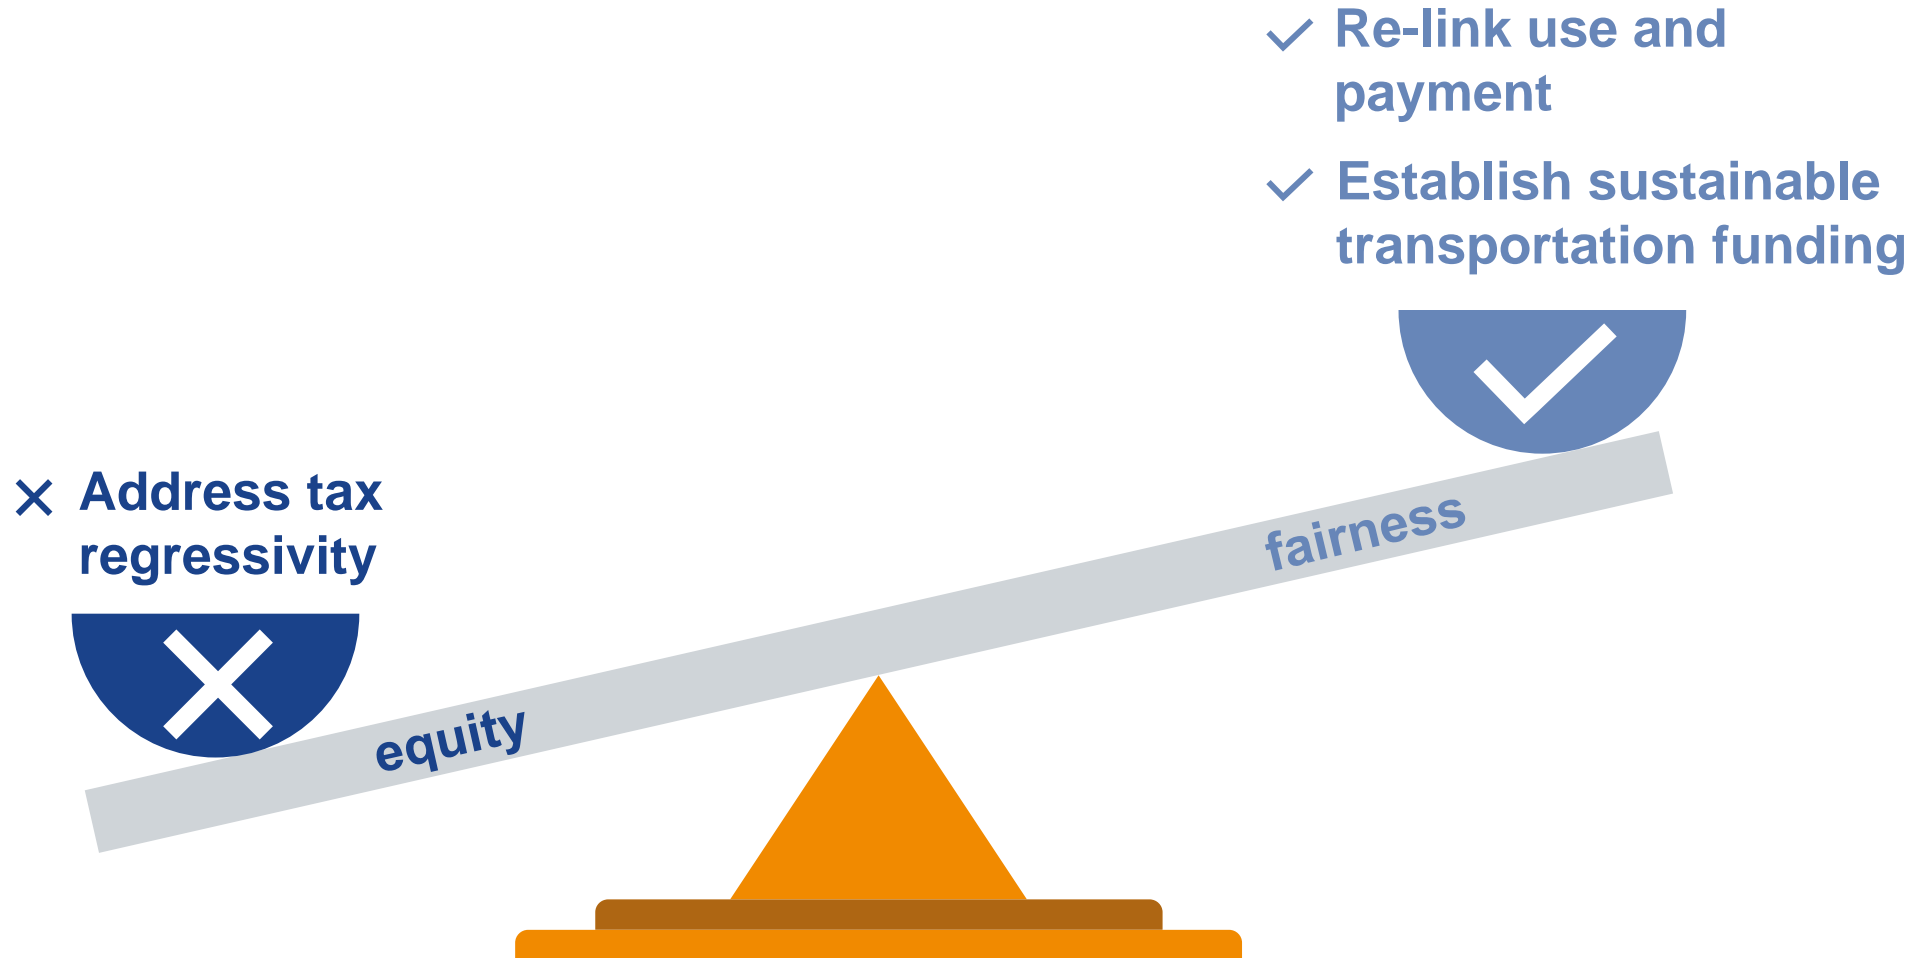 Re-link use and
payment
Establish sustainable
transportation funding
Address tax
regressivity
fairness
equity